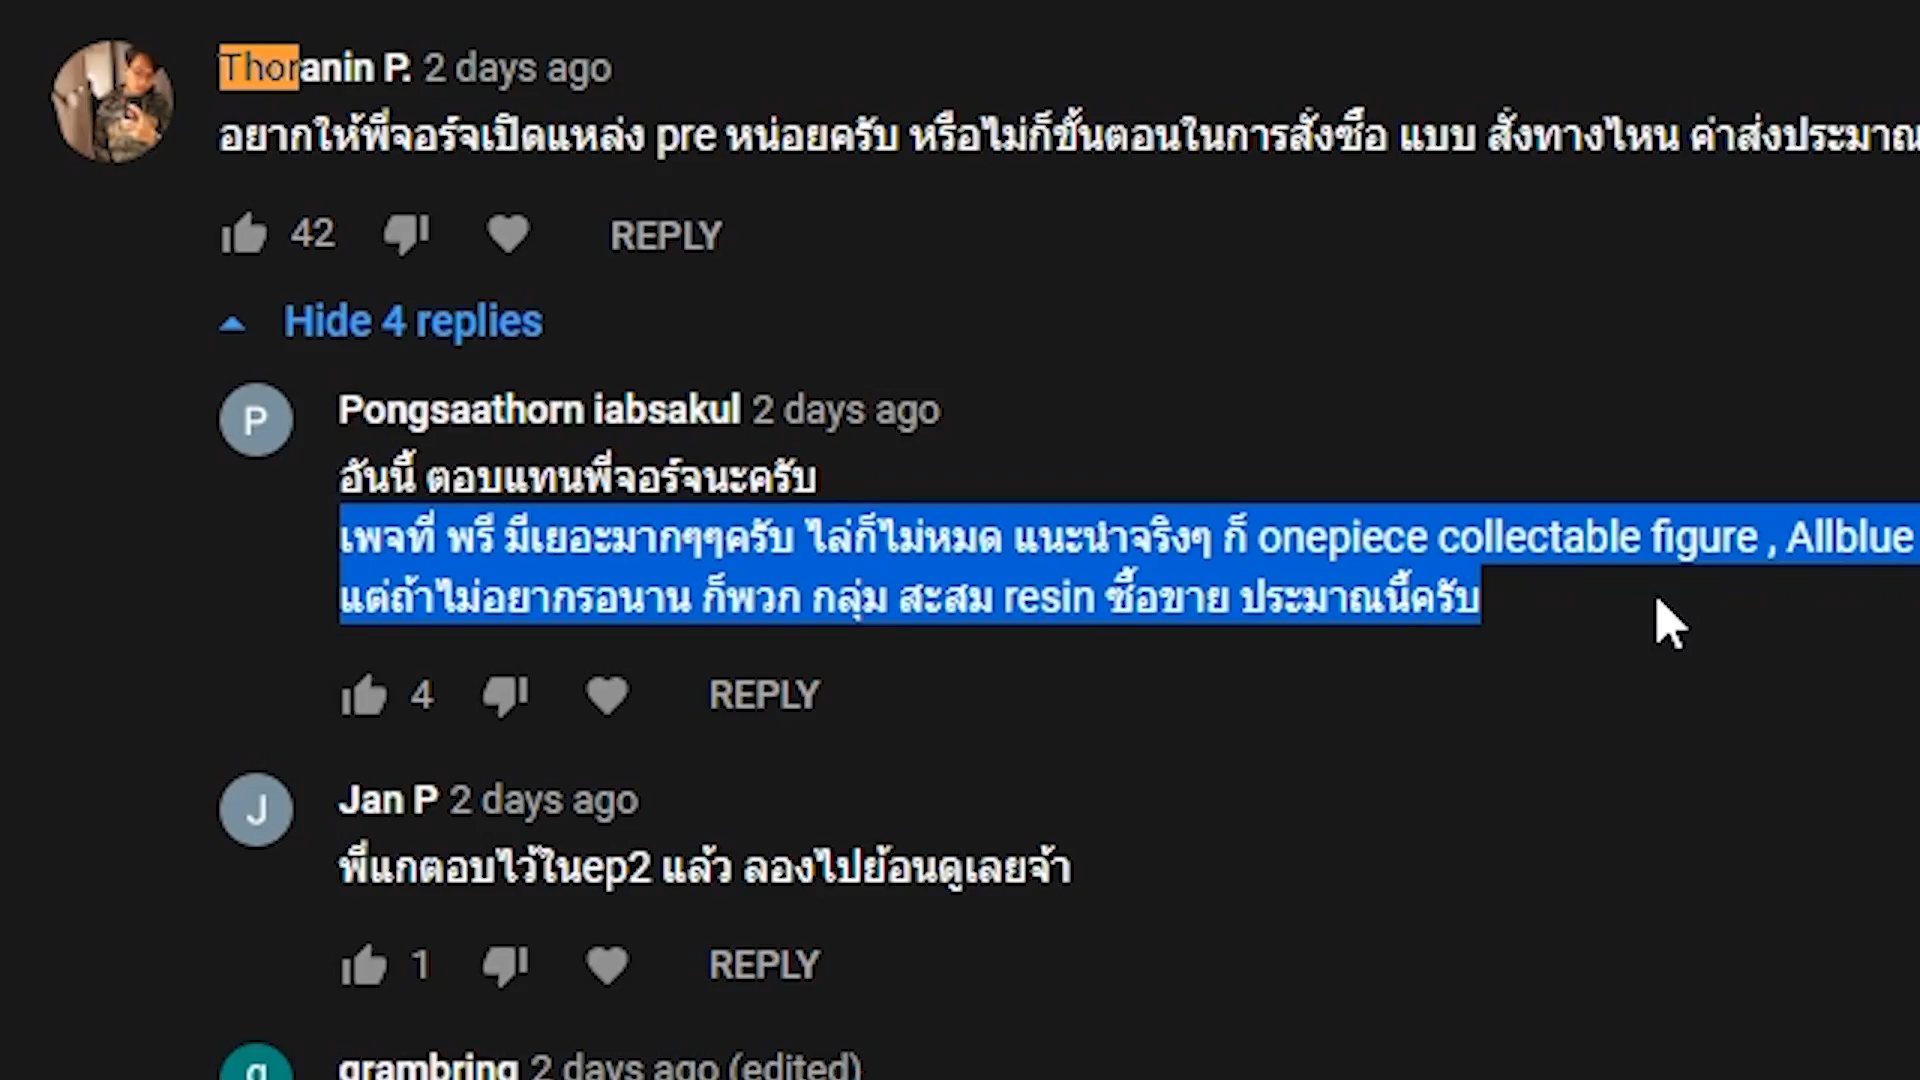 Thoranin P. 2 days ago
อยากให้พี่จอร์จเปิดแหล่ง pre หน่อยครับ หรือไม่ก็ขั้นตอนในการสั่งซื้อ แบบ สั่งทางไหน ค่าส่งประมาณ
42 REPLY
Hide 4 replies
P
Pongsaathorn iabsakul 2 days ago
อันนี้ ตอบแทนพี่จอร์จนะครับ
เพจที่ พรี มีเยอะมากๆๆครับ ไล่ก็ไม่หมด แนะนำจริงๆ ก็ onepiece collectable figure , Allblue
แต่ถ้าไม่อยากรอนาน ก็พวก กลุ่ม สะสม resin ซื้อขาย ประมาณนี้ครับ
4 REPLY
J
Jan P 2 days ago
พี่แกตอบไว้ในep2 แล้ว ลองไปย้อนดูเลยจ้า
1 REPLY
g
grambring 2 days ago (edited)